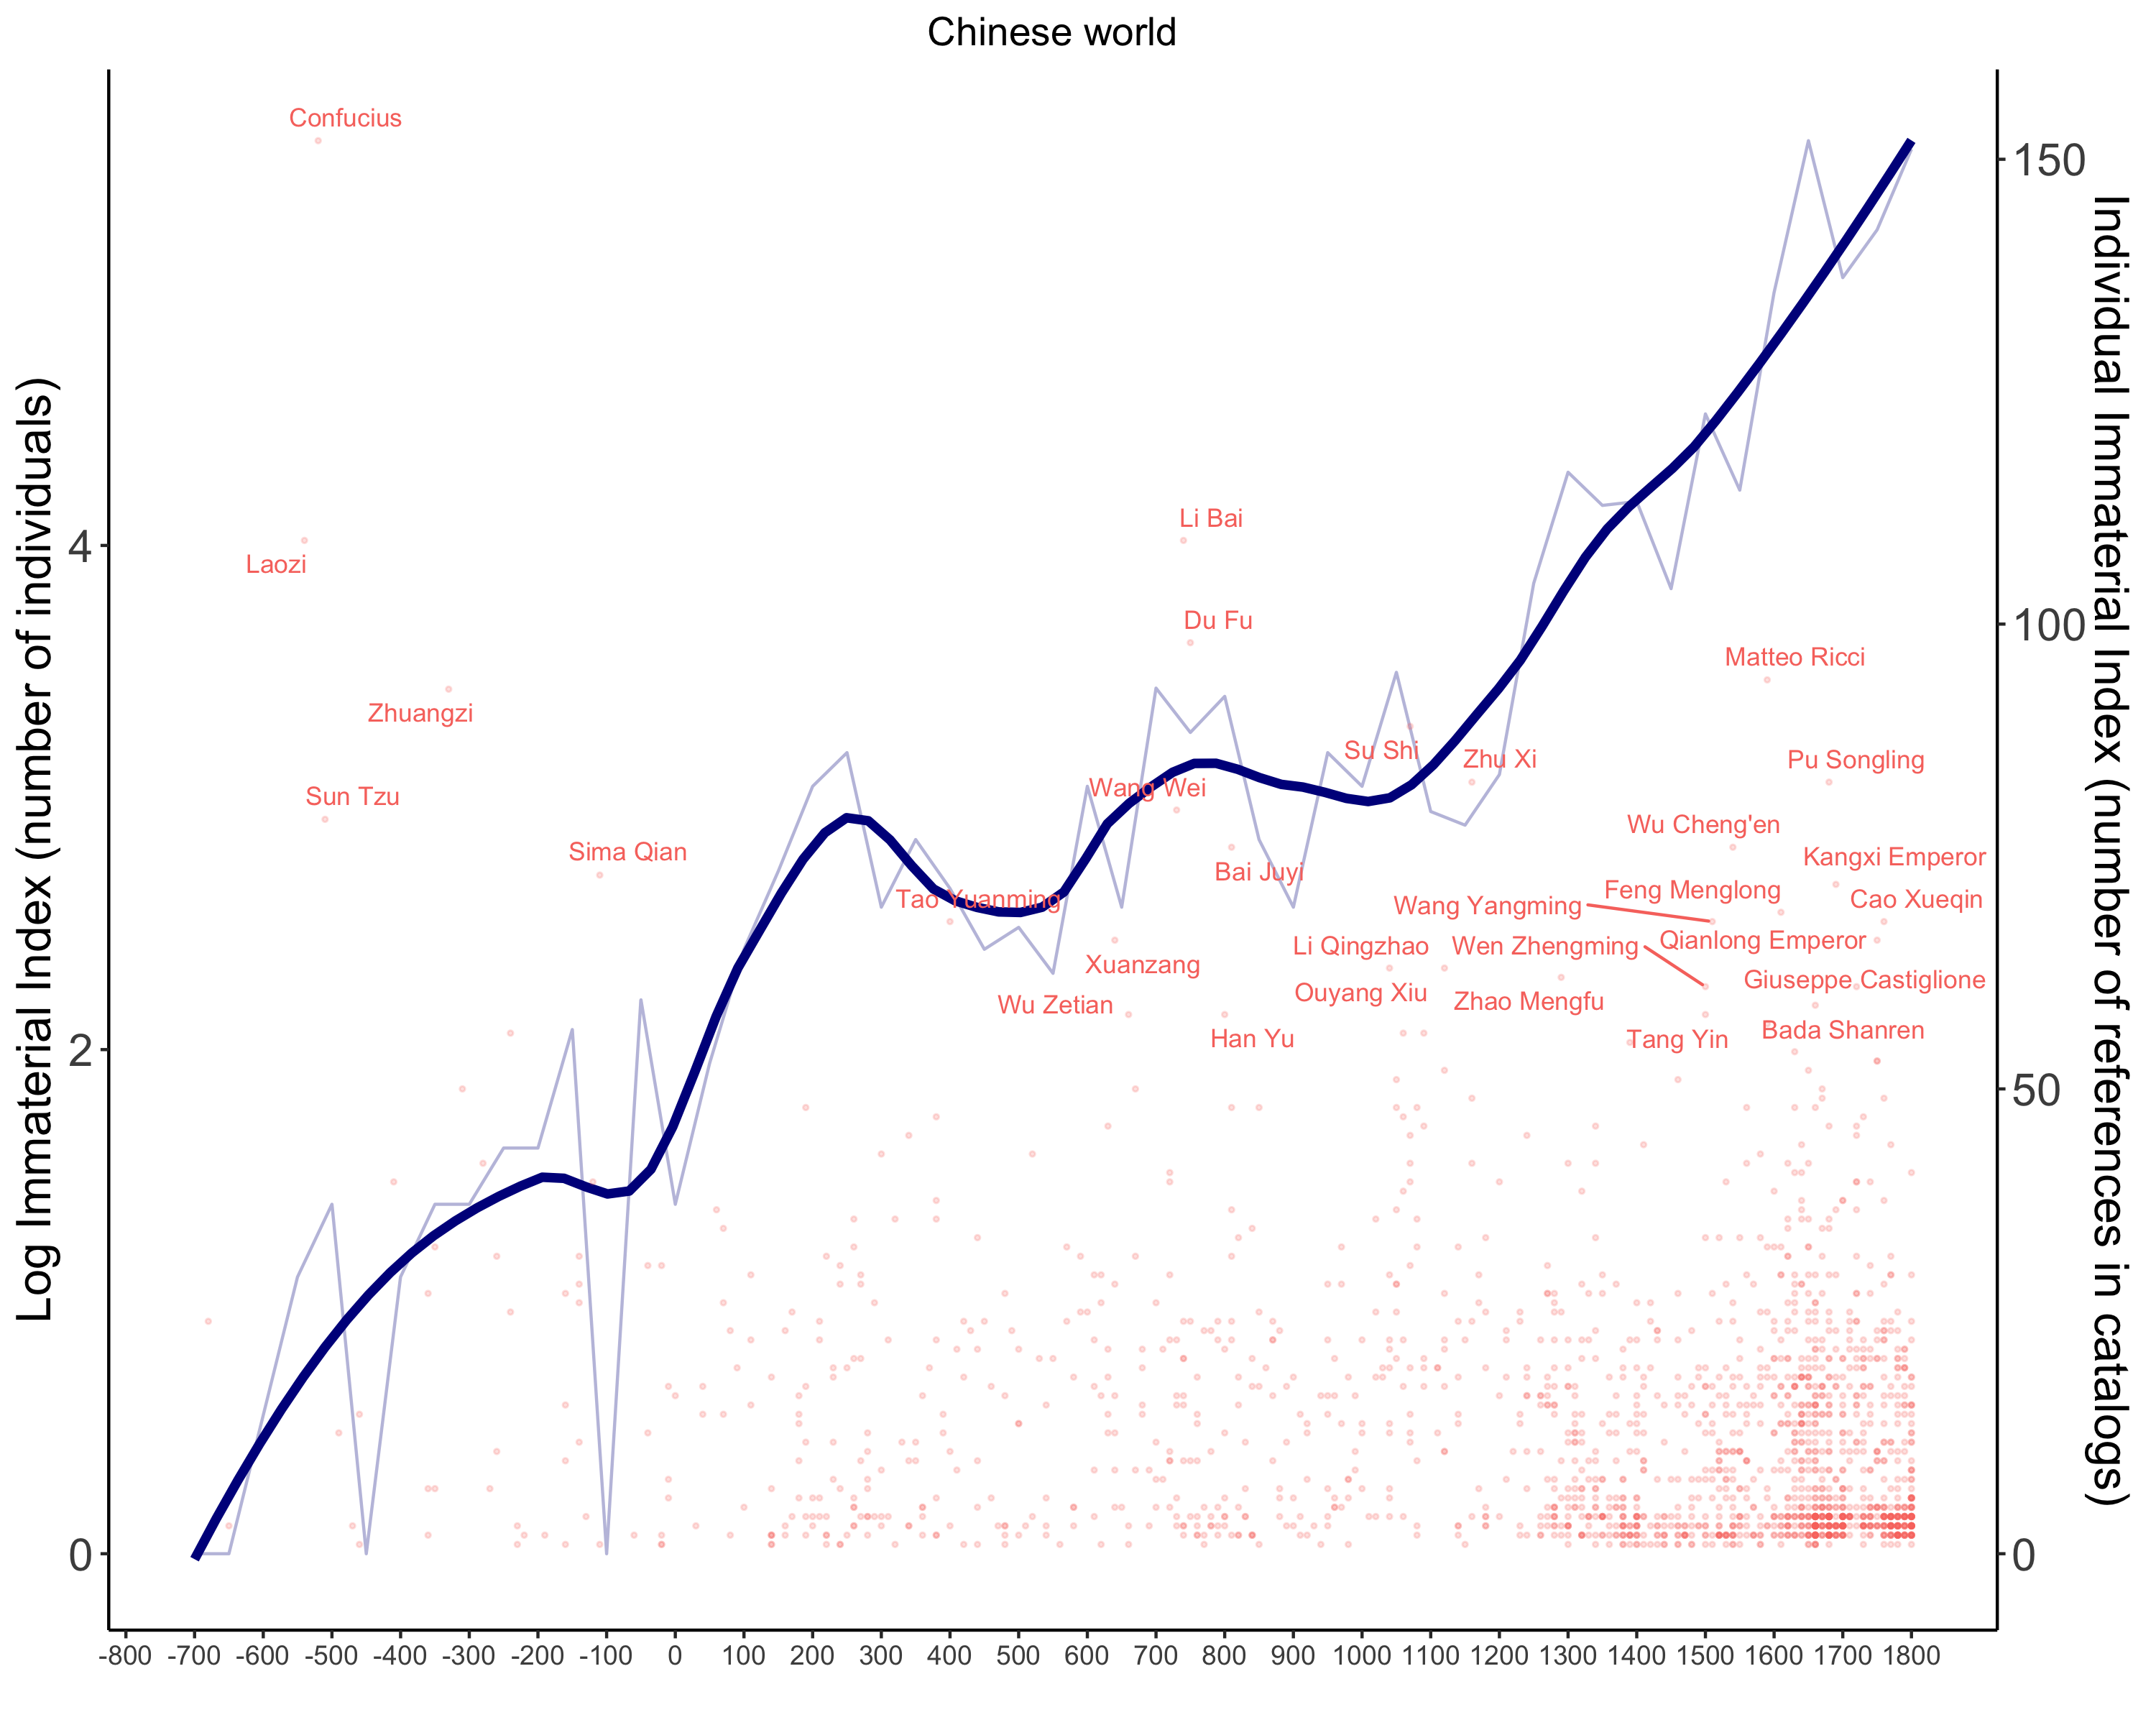 Chinese world
Log Immaterial Index (number of individuals)
Individual Immaterial Index (number of references in catalogs)
4
2
0
150
100
50
0
Confucius
Li Bai
Laozi
Du Fu
Matteo Ricci
Zhuangzi
Su Shi
Zhu Xi
Pu Songling
Wang Wei
Sun Tzu
Wu Cheng'en
Sima Qian
Kangxi Emperor
Bai Juyi
Feng Menglong
Tao Yuanming
Cao Xueqin
Wang Yangming
Qianlong Emperor
Li Qingzhao
Wen Zhengming
Xuanzang
Giuseppe Castiglione
Ouyang Xiu
Zhao Mengfu
Wu Zetian
Bada Shanren
Han Yu
Tang Yin
-800 -700 -600 -500 -400 -300 -200 -100 0 100 200 300 400 500 600 700 800 900 1000 1100 1200 1300 1400 1500 1600 1700 1800